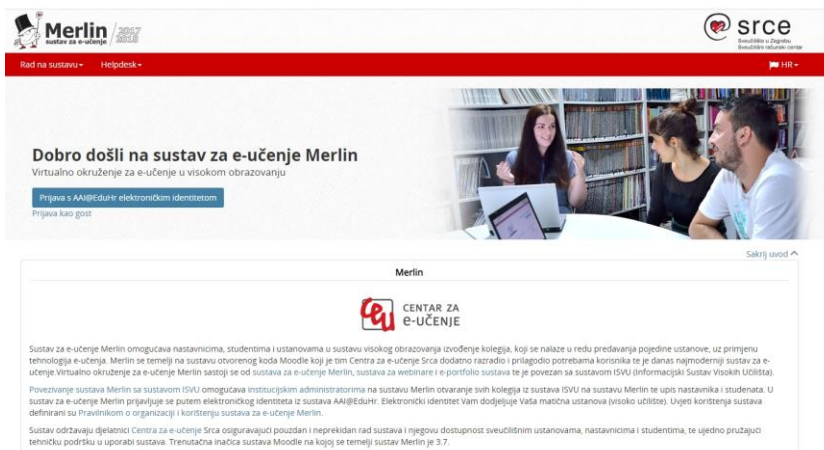 Merlin 2017
sustav za e-učenje 2018
srce
Sveučilište u Zagrebu
Sveučilišni računski centar
Rad na sustavu Helpdesk HR
Dobro došli na sustav za e-učenje Merlin
Virtualno okruženje za e-učenje u visokom obrazovanju
Prijava s AAI@EduHr elektroničkim identitetom
Prijava kao gost
Sakrij uvod
Merlin
ceu CENTAR ZA
e-UČENJE
Sustav za e-učenje Merlin omogućava nastavnicima, studentima i ustanovama u sustavu visokog obrazovanja izvođenje kolegija, koji se nalaze u redu predavanja pojedine ustanove, uz primjenu
tehnologija e-učenja. Merlin se temelji na sustavu otvorenog koda Moodle koji je tim Centra za e-učenje Srca dodatno razradio i prilagodio potrebama korisnika te je danas najmoderniji sustav za e-
učenje.Virtualno okruženje za e-učenje Merlin sastoji se od sustava za e-učenje Merlin, sustava za webinare i e-portfolio sustava te je povezan sa sustavom ISVU (Informacijski Sustav Visokih Učilišta).
Povezivanje sustava Merlin sa sustavom ISVU omogućava institucijskim administratorima na sustavu Merlin otvaranje svih kolegija iz sustava ISVU na sustavu Merlin te upis nastavnika i studenata. U
sustav za e-učenje Merlin prijavljuje se putem elektroničkog identiteta iz sustava AAI@EduHr. Elektronički identitet Vam dodjeljuje Vaša matična ustanova (visoko učilište). Uvjeti korištenja sustava
definirani su Pravilnikom o organizaciji i korištenju sustava za e-učenje Merlin.
Sustav održavaju djelatnici Centra za e-učenje Srca osiguravajući pouzdan i neprekidan rad sustava i njegovu dostupnost sveučilišnim ustanovama, nastavnicima i studentima, te ujedno pružajući
tehničku podršku u uporabi sustava. Trenutačna inačica sustava Moodle na kojoj se temelji sustav Merlin je 3.7.